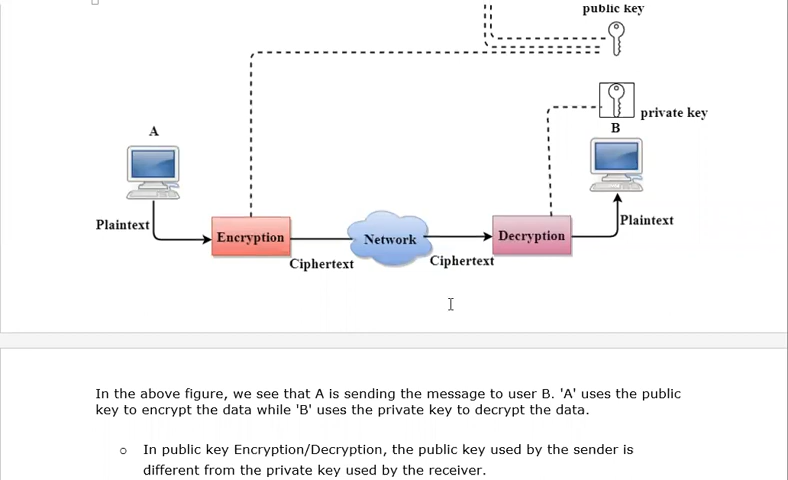 public key
private key
A
B
Plaintext
Plaintext
Encryption
Network
Decryption
Ciphertext
Ciphertext
In the above figure, we see that A is sending the message to user B. 'A' uses the public
key to encrypt the data while 'B' uses the private key to decrypt the data.
o In public key Encryption/Decryption, the public key used by the sender is
different from the private key used by the receiver.